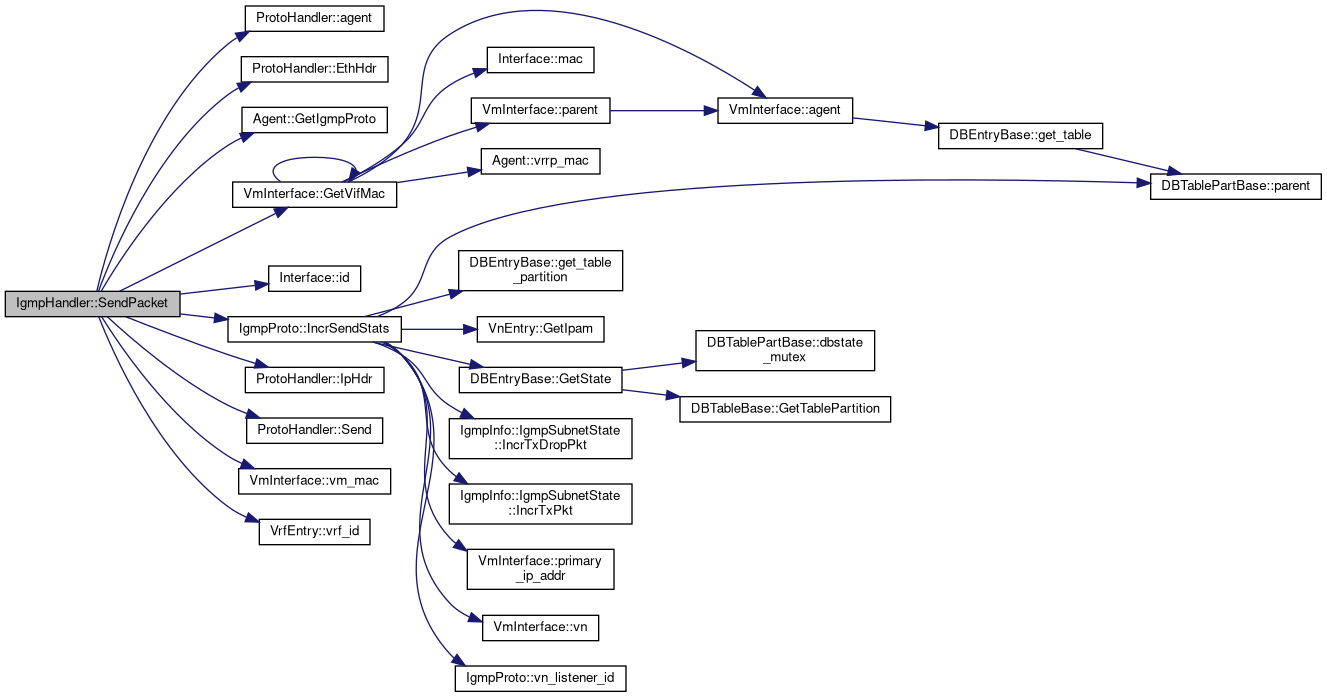 IgmpHandler::SendPacket
ProtoHandler::agent
ProtoHandler::EthHdr
Agent::GetIgmpProto
VmInterface::GetVifMac
Interface::id
IgmpProto::IncrSendStats
ProtoHandler::IpHdr
ProtoHandler::Send
VmInterface::vm_mac
VrfEntry::vrf_id
Interface::mac
VmInterface::parent
Agent::vrrp_mac
DBEntryBase::get_table
_partition
VnEntry::GetIpam
DBEntryBase::GetState
IgmpInfo::IgmpSubnetState
::IncrTxDropPkt
IgmpInfo::IgmpSubnetState
::IncrTxPkt
VmInterface::primary
_ip_addr
VmInterface::vn
IgmpProto::vn_listener_id
VmInterface::agent
DBTablePartBase::dbstate
_mutex
DBTableBase::GetTablePartition
DBEntryBase::get_table
DBTablePartBase::parent